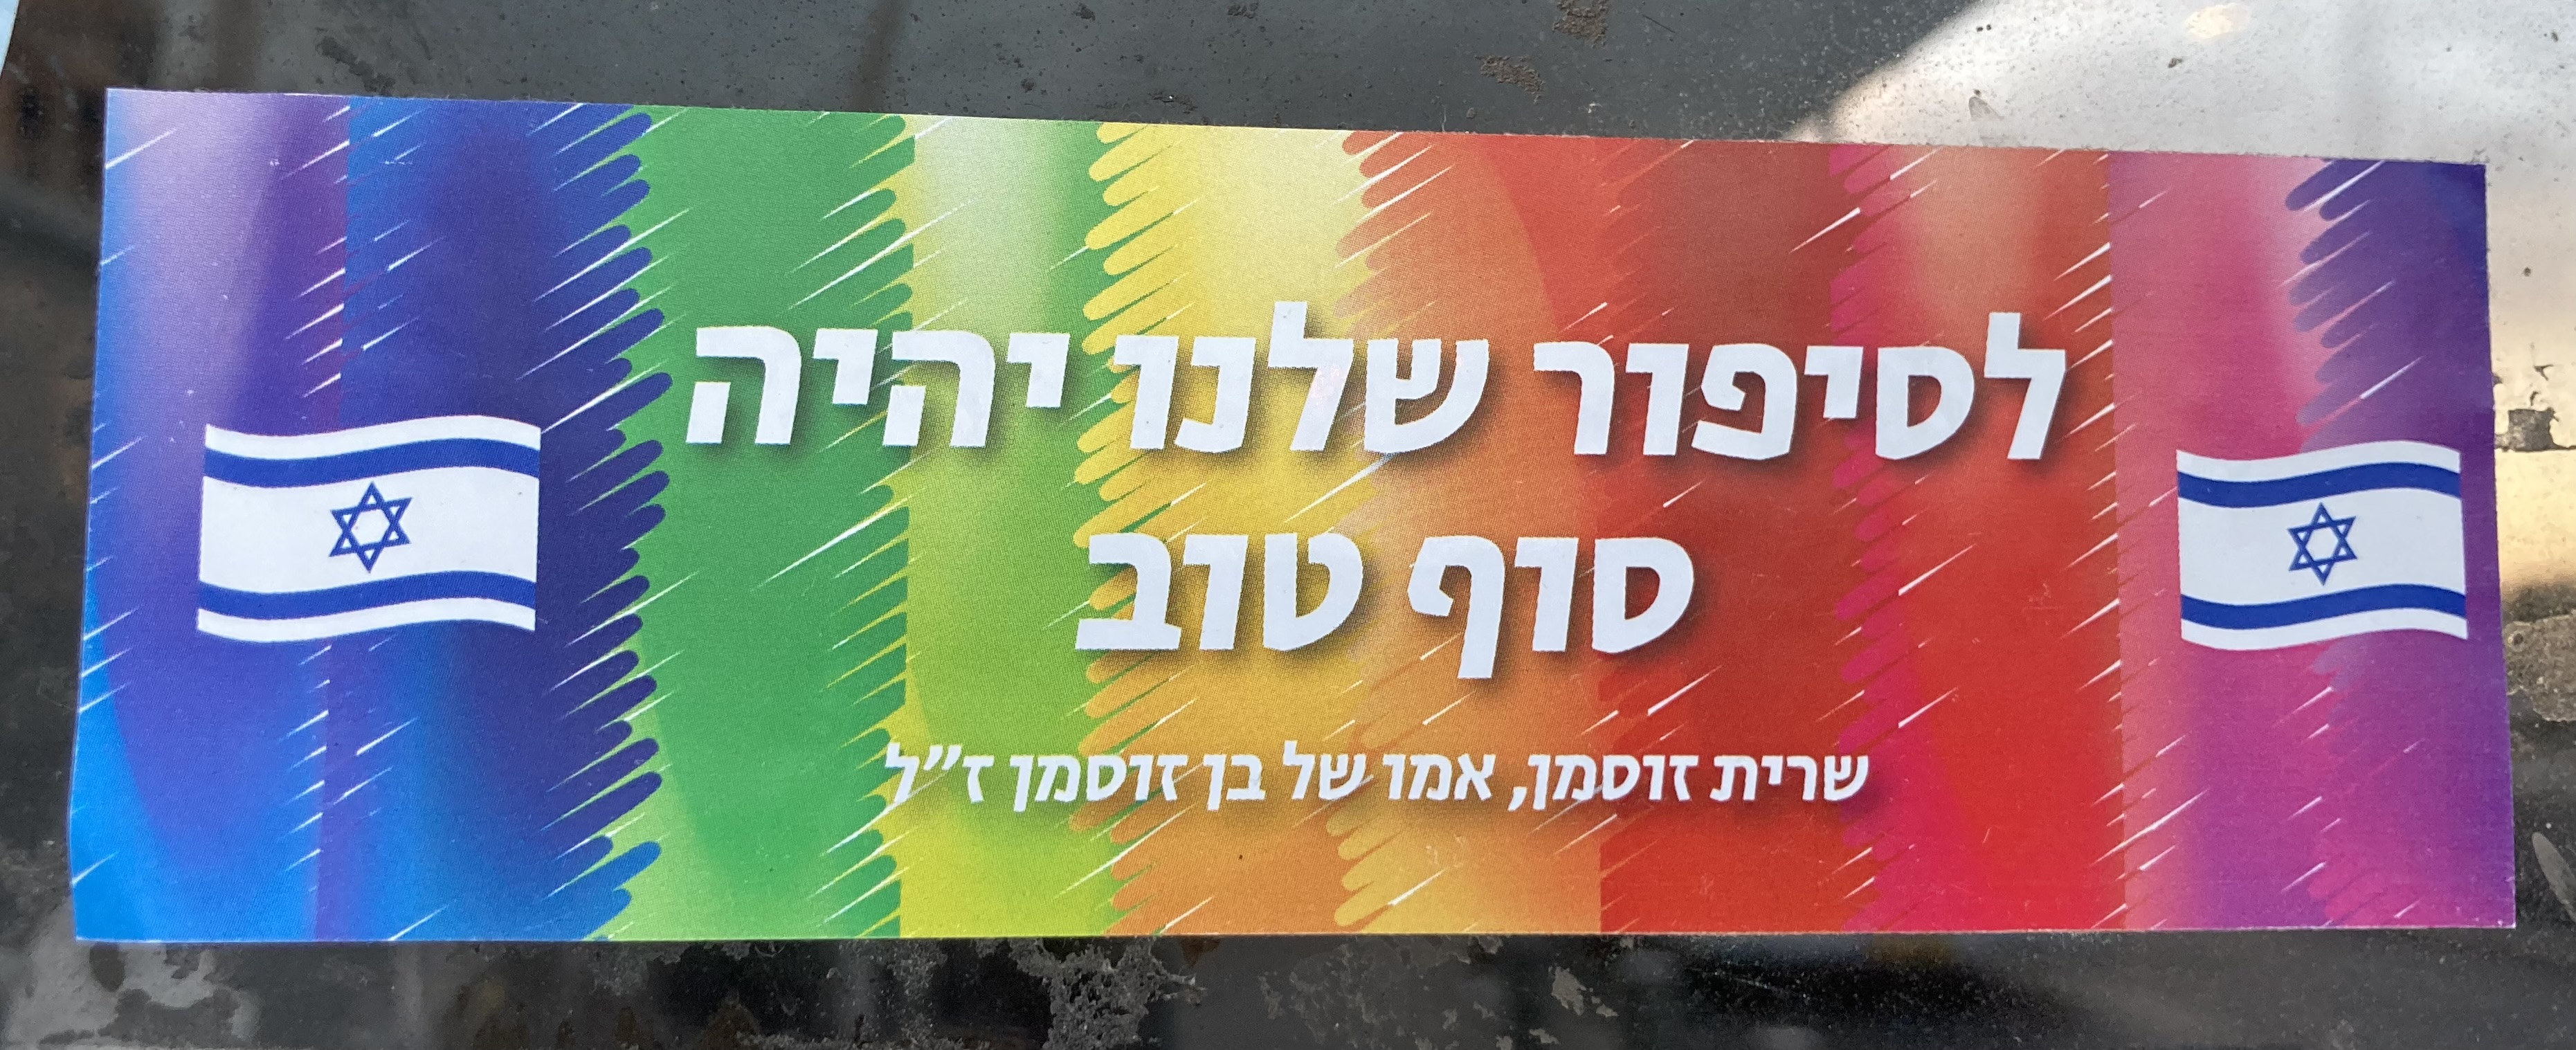 לסיפור שלנו יהיה
סוף טוב
שרית זוסמן, אמו של בן זוסמן ז"ל